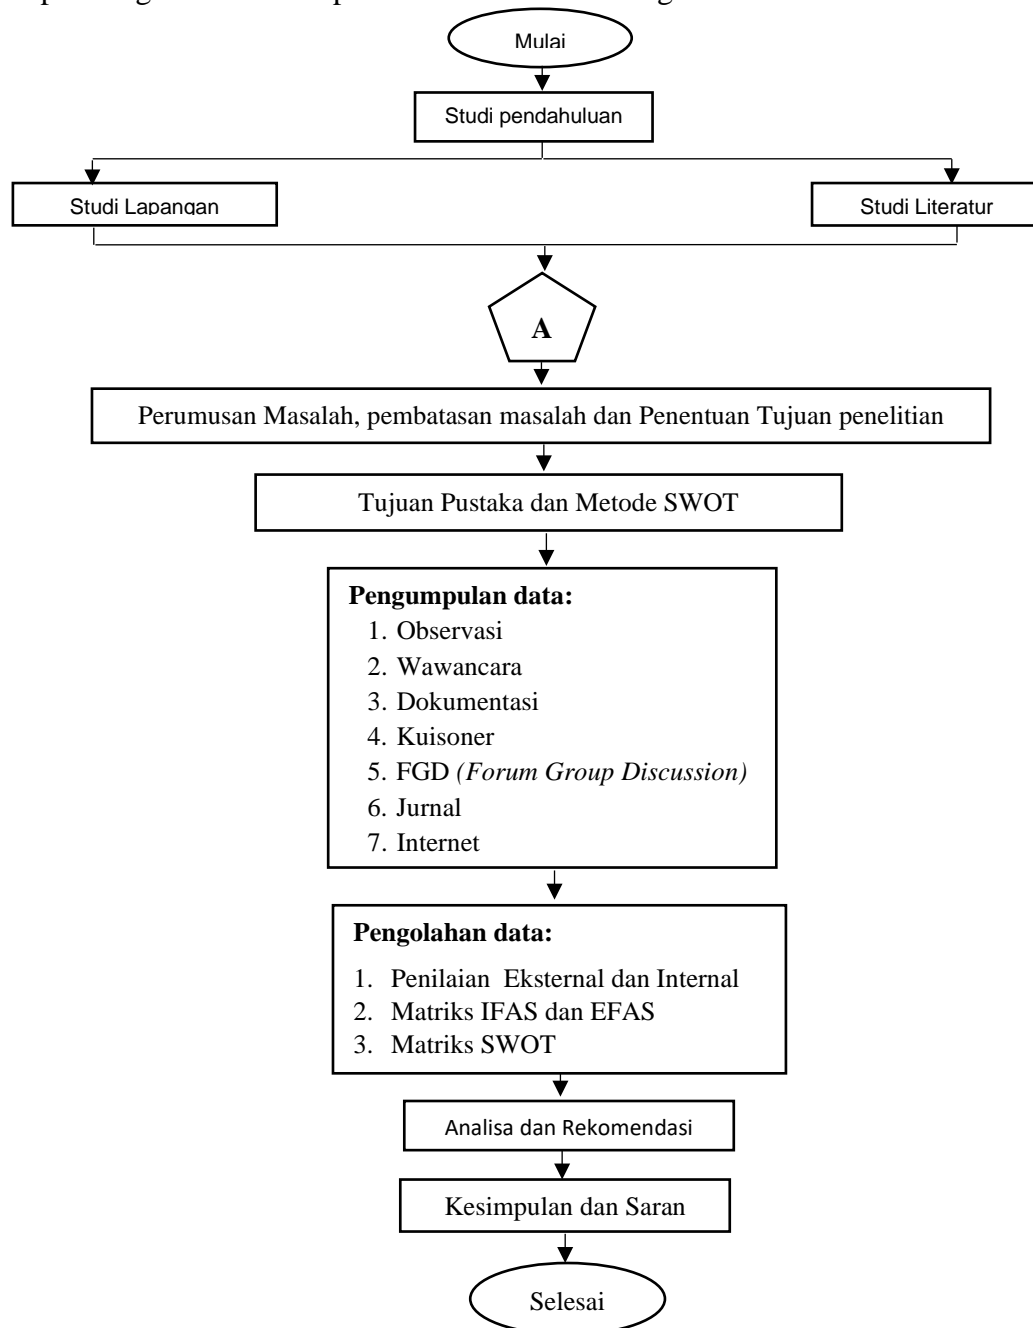 Mulai
Studi pendahuluan
Studi Lapangan
Studi Literatur
A
Perumusan Masalah, pembatasan masalah dan Penentuan Tujuan penelitian
Tujuan Pustaka dan Metode SWOT
Pengumpulan data:
1. Observasi
2. Wawancara
3. Dokumentasi
4. Kuisoner
5. FGD (Forum Group Discussion)
6. Jurnal
7. Internet
Pengolahan data:
1. Penilaian Eksternal dan Internal
2. Matriks IFAS dan EFAS
3. Matriks SWOT
Analisa dan Rekomendasi
Kesimpulan dan Saran
Selesai